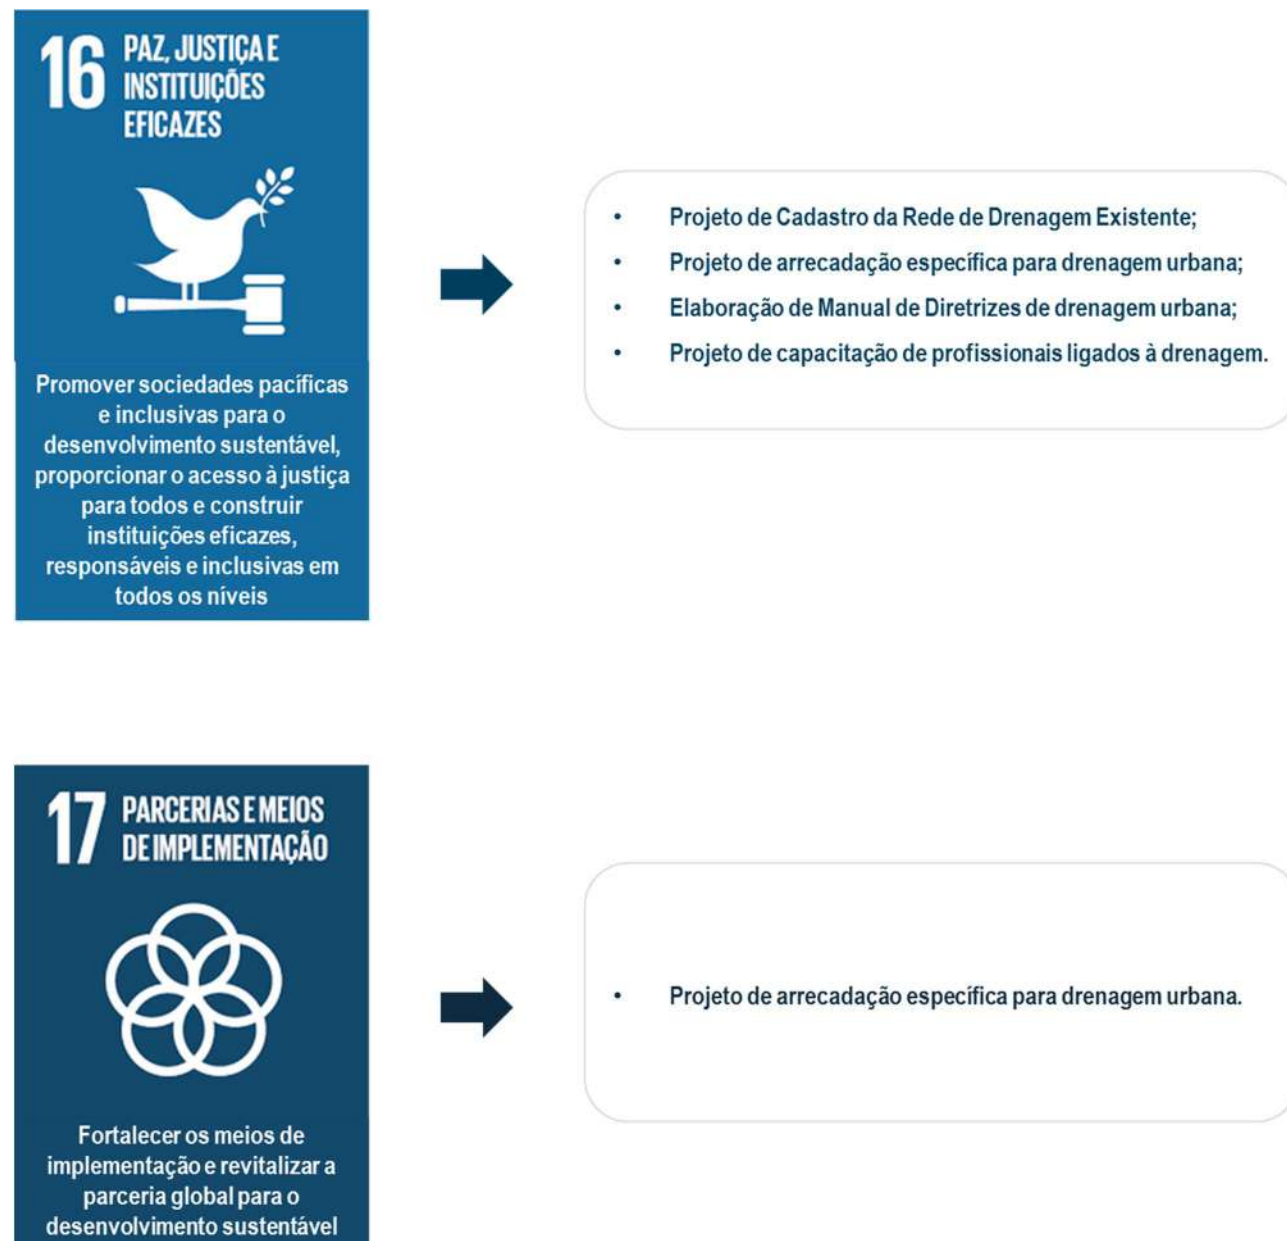 16 PAZ, JUSTIÇA E
INSTITUIÇÕES
EFICAZES
Promover sociedades pacíficas
e inclusivas para o
desenvolvimento sustentável,
proporcionar o acesso à justiça
para todos e construir
instituições eficazes,
responsáveis e inclusivas em
todos os níveis
• Projeto de Cadastro da Rede de Drenagem Existente;
• Projeto de arrecadação específica para drenagem urbana;
• Elaboração de Manual de Diretrizes de drenagem urbana;
• Projeto de capacitação de profissionais ligados à drenagem.
17 PARCERIAS E MEIOS
DE IMPLEMENTAÇÃO
Fortalecer os meios de
implementação e revitalizar a
parceria global para o
desenvolvimento sustentável
• Projeto de arrecadação específica para drenagem urbana.